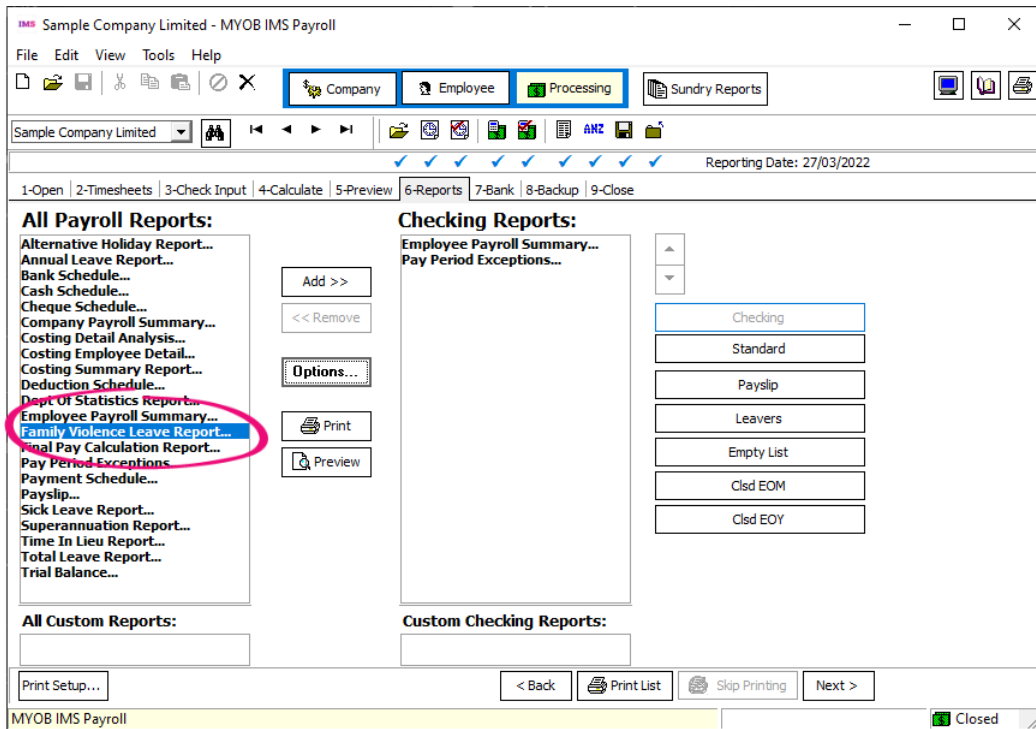 IMS Sample Company Limited - MYOB IMS Payroll
File Edit View Tools Help
Company Employee Processing Sundry Reports
Sample Company Limited ANZ
Reporting Date: 27/03/2022
1-Open 2-Timesheets 3-Check Input 4-Calculate 5-Preview 6-Reports 7-Bank 8-Backup 9-Close
All Payroll Reports:
Alternative Holiday Report...
Annual Leave Report...
Bank Schedule...
Cash Schedule...
Cheque Schedule...
Company Payroll Summary...
Costing Detail Analysis...
Costing Employee Detail...
Costing Summary Report...
Deduction Schedule...
Dept Of Statistics Report...
Employee Payroll Summary...
Family Violence Leave Report...
Final Pay Calculation Report...
Pay Period Exceptions...
Payment Schedule...
Payslip...
Sick Leave Report...
Superannuation Report...
Time In Lieu Report...
Total Leave Report...
Trial Balance...
All Custom Reports:
Add >>
<< Remove
Options...
Print
Preview
Checking Reports:
Employee Payroll Summary...
Pay Period Exceptions...
Custom Checking Reports:
Checking
Standard
Payslip
Leavers
Empty List
Clsd EOM
Clsd EOY
Print Setup... < Back Print List Skip Printing Next >
MYOB IMS Payroll Closed